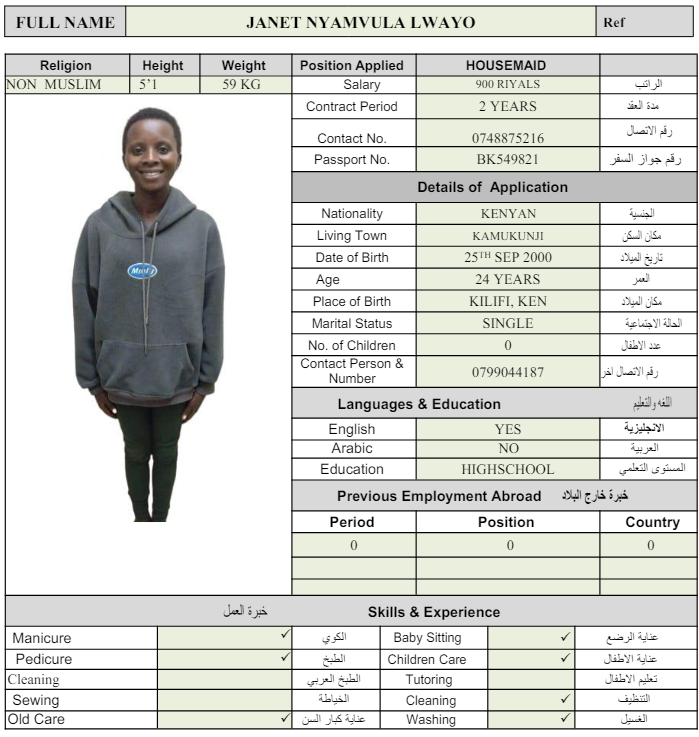 FULL NAME JANET NYAMVULA LWAYO Ref
Religion Height Weight Position Applied HOUSEMAID
NON MUSLIM 5’1 59 KG Salary 900 RIYALS الراتب
Contract Period 2 YEARS مدة العقد
Contact No. 0748875216 رقم الاتصال
Passport No. BK549821 رقم جواز السفر
Details of Application
Nationality KENYAN الجنسية
Living Town KAMUKUNJI مكان السكن
Date of Birth 25TH SEP 2000 تاريخ الميلاد
Age 24 YEARS العمر
Place of Birth KILIFI, KEN مكان الميلاد
Marital Status SINGLE الحالة الاجتماعية
No. of Children 0 عدد الاطفال
Contact Person &
Number 0799044187 رقم الاتصال اخر
Languages & Education اللغه والتعليم
English YES الانجليزية
Arabic NO العربية
Education HIGHSCHOOL المستوى التعلمي
Previous Employment Abroad خبرة خارج البلاد
Period Position Country
0 0 0
خبرة العمل Skills & Experience
Manicure ✓ الكوي Baby Sitting ✓ عناية الرضع
Pedicure ✓ الطبخ Children Care ✓ عناية الاطفال
Cleaning الطبخ العربي Tutoring تعليم الاطفال
Sewing الخياطة Cleaning ✓ التنظيف
Old Care ✓ عناية كبار السن Washing ✓ الغسيل